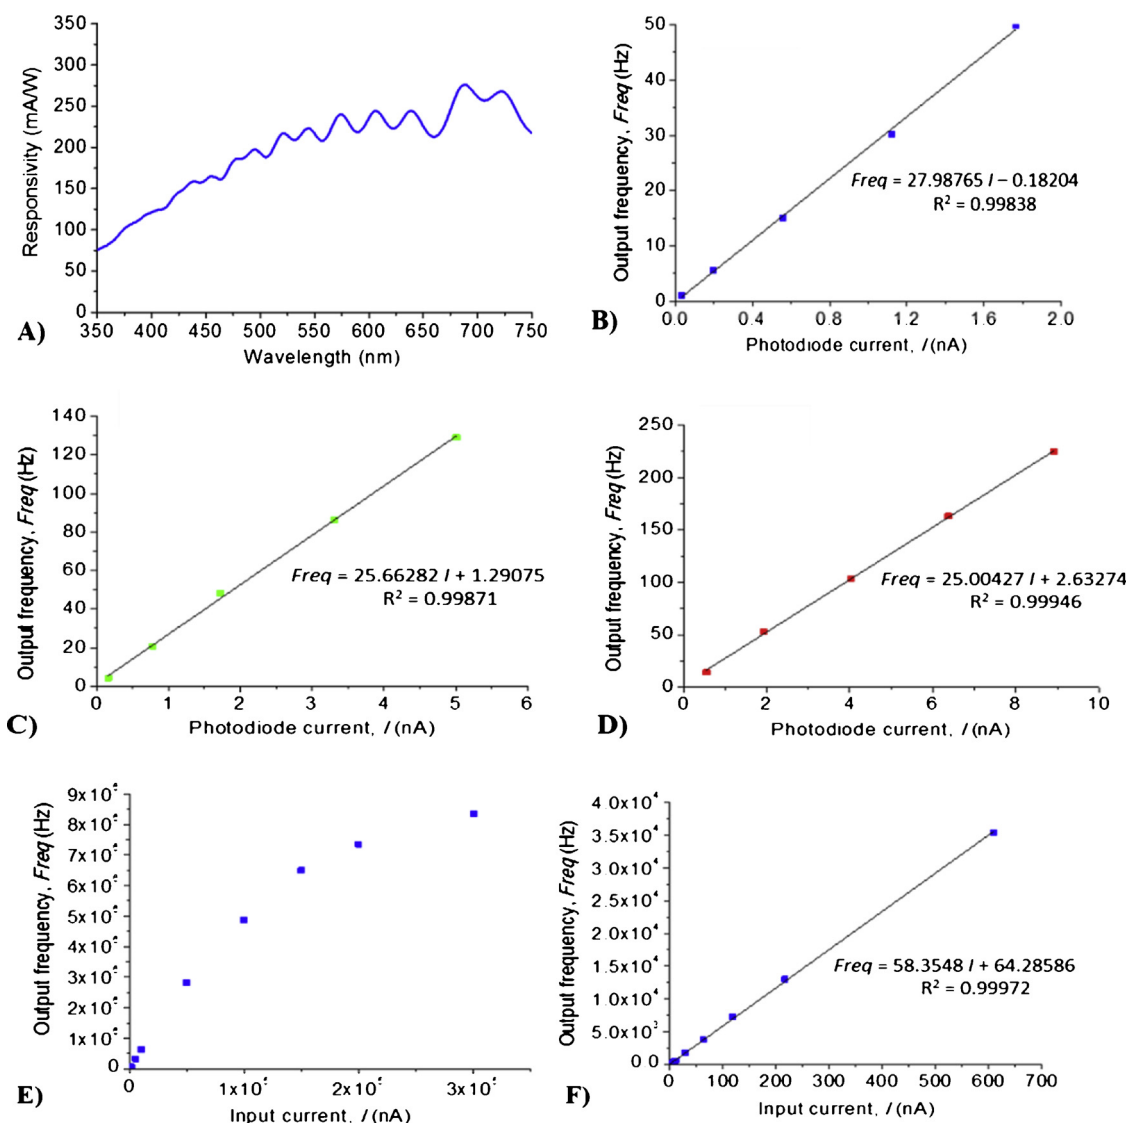 350
300
250
200
150
100
50
0
Responsivity (mA/W)
350 400 450 500 550 600 650 700 750
Wavelength (nm)
A)
50
40
30
20
10
0
Output frequency, Freq (Hz)
Freq = 27.98765 I – 0.18204
R² = 0.99838
0.0 0.4 0.8 1.2 1.6 2.0
Photodiode current, I (nA)
B)
140
120
100
80
60
40
20
0
Output frequency, Freq (Hz)
Freq = 25.66282 I + 1.29075
R² = 0.99871
0 1 2 3 4 5 6
Photodiode current, I (nA)
C)
250
200
150
100
50
0
Output frequency, Freq (Hz)
Freq = 25.00427 I + 2.63274
R² = 0.99946
0 2 4 6 8 10
Photodiode current, I (nA)
D)
0
Output frequency, Freq (Hz)
0
Input current, I (nA)
E)
4.0x10⁴
3.5x10⁴
3.0x10⁴
2.5x10⁴
2.0x10⁴
1.5x10⁴
1.0x10⁴
5.0x10³
0 0
Output frequency, Freq (Hz)
Freq = 58.3548 I + 64.28586
R² = 0.99972
0 100 200 300 400 500 600 700
Input current, I (nA)
F)